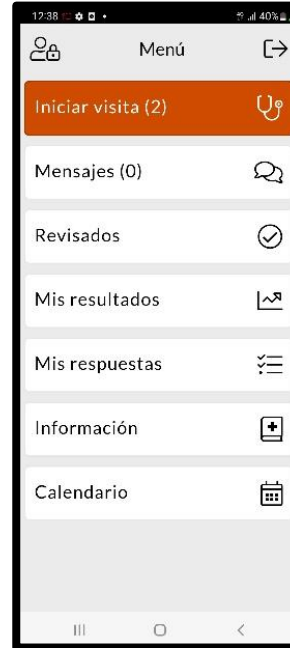 12:38
40%
Menú
Iniciar visita (2)
Mensajes (0)
Revisados
Mis resultados
Mis respuestas
Información
Calendario